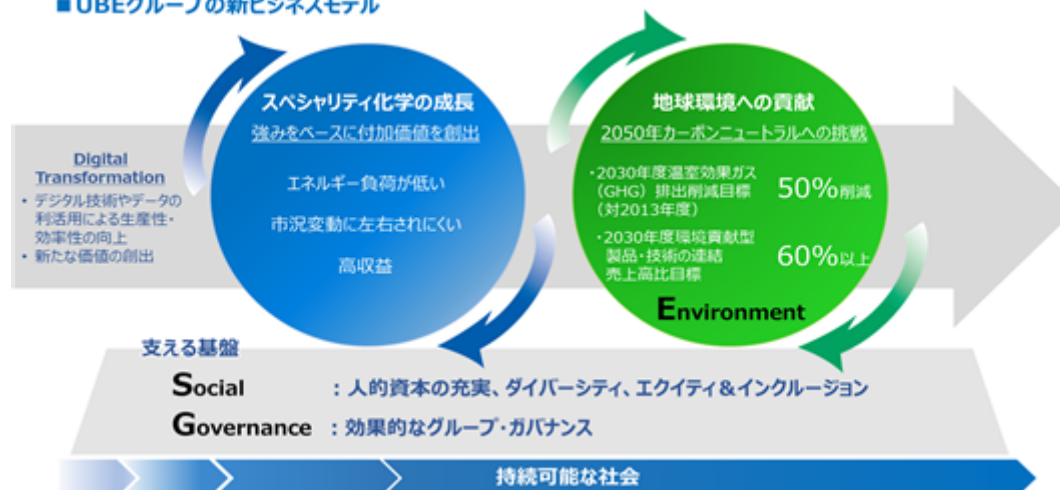 ■UBEグループの新ビジネスモデル
Digital
Transformation
• デジタル技術やデータの
利活用による生産性・
効率性の向上
• 新たな価値の創出
スペシャリティ化学の成長
強みをベースに付加価値を創出
エネルギー負荷が低い
市況変動に左右されにくい
高収益
地球環境への貢献
2050年カーボンニュートラルへの挑戦
・2030年度温室効果ガス
(GHG) 排出削減目標
(対2013年度)
50%削減
・2030年度環境貢献型
製品・技術の連結
売上高比目標
60%以上
Environment
支える基盤
Social :人的資本の充実、ダイバーシティ、エクイティ&インクルージョン
Governance :効果的なグループ・ガバナンス
持続可能な社会